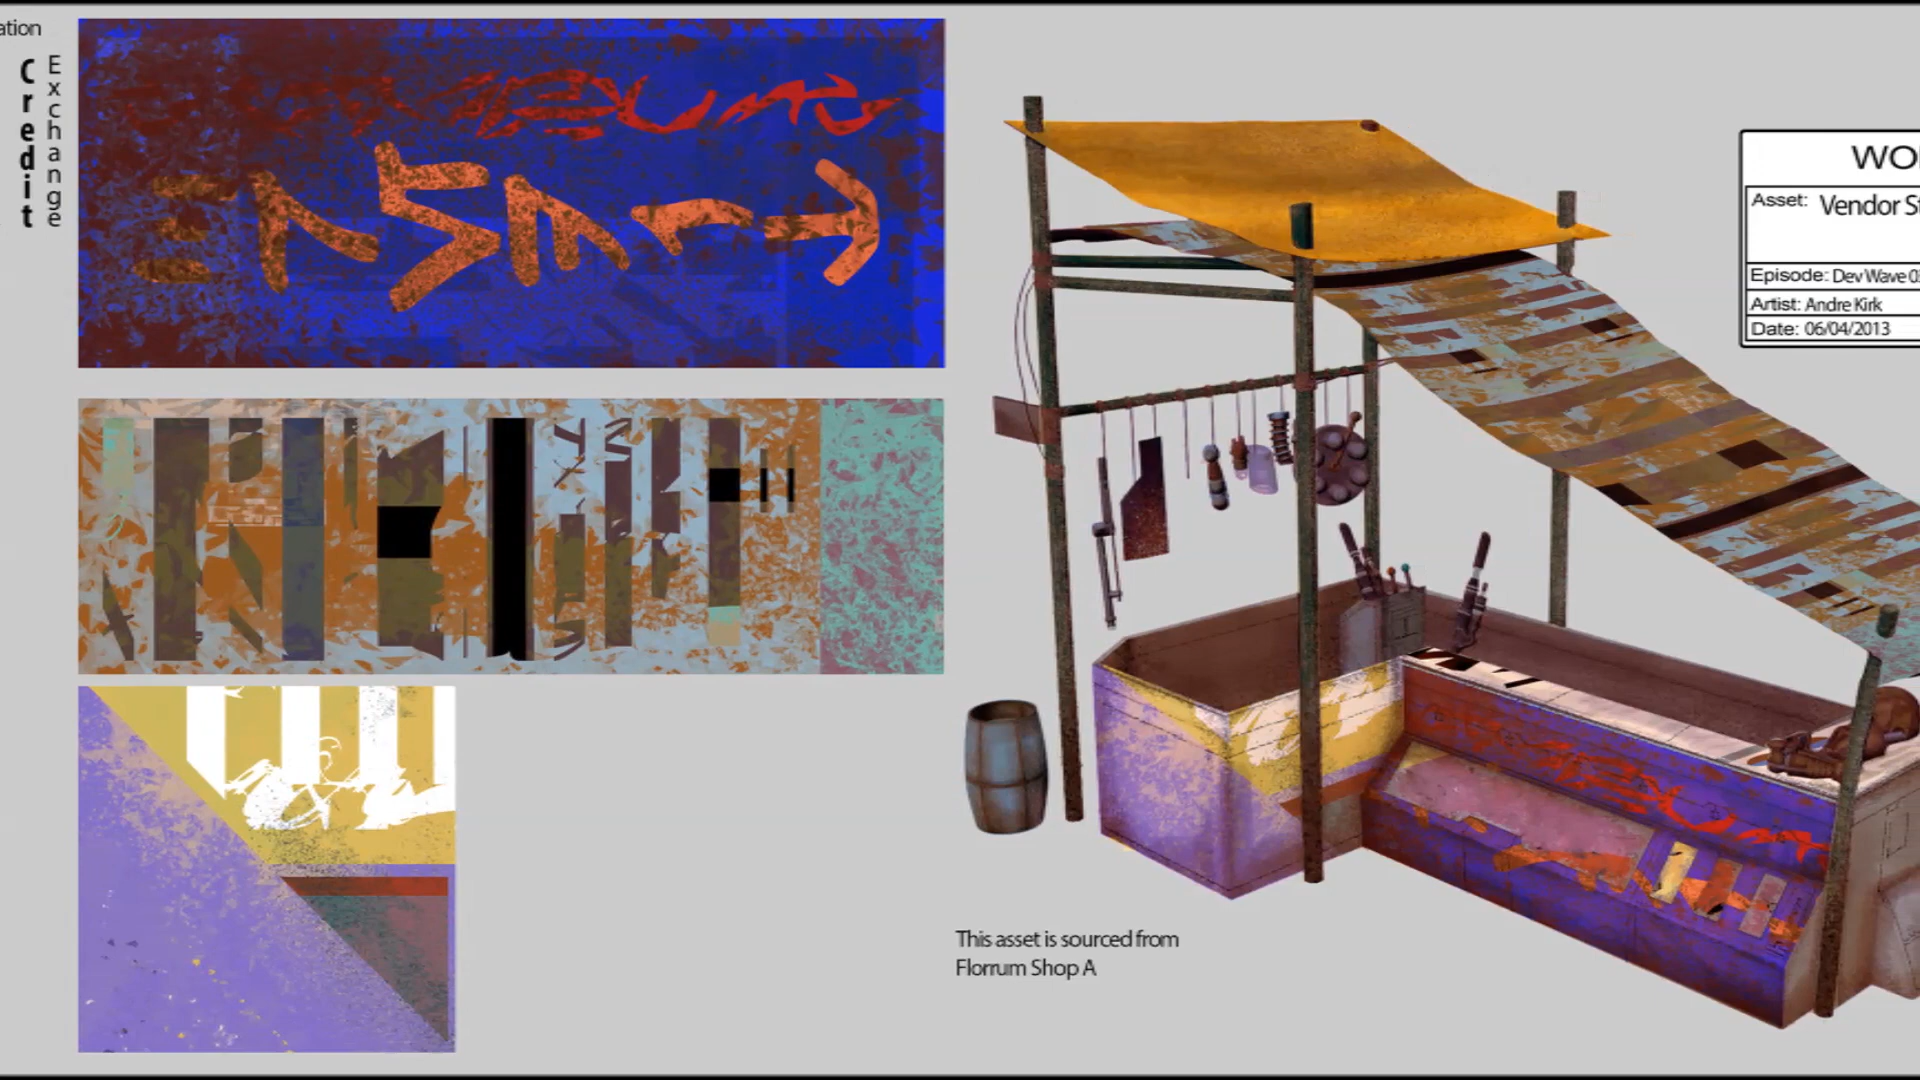 ation
Credit
Exchange
WO
Asset: Vendor St
Episode: Dev Wave 03
Artist: Andre Kirk
Date: 06/04/2013
This asset is sourced from
Florrum Shop A